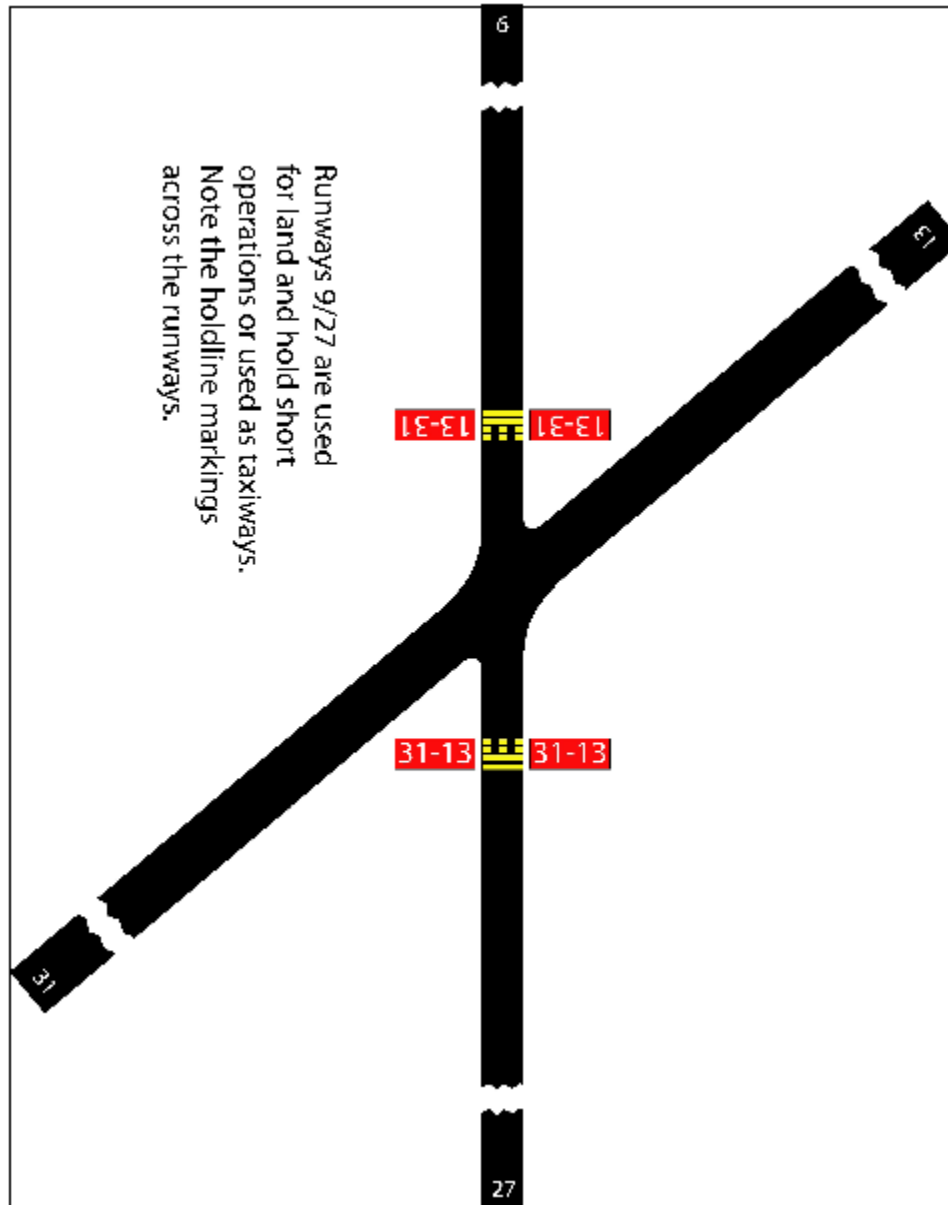 9
13
Runways 9/27 are used
for land and hold short
operations or used as taxiways.
Note the holdline markings
across the runways.
13-31
13-31
31-13
31-13
31
27